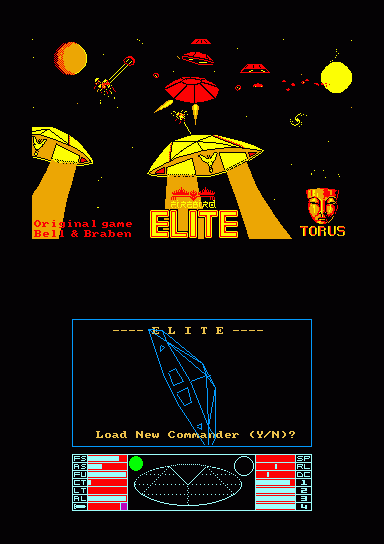 Original game
Bell & Braben
FIREBIRD
ELITE
TORUS
---- E L I T E ----
Load New Commander (Y/N)?
FS SP
AS RL
FU DC
CT 1
LT 2
AL 3
4